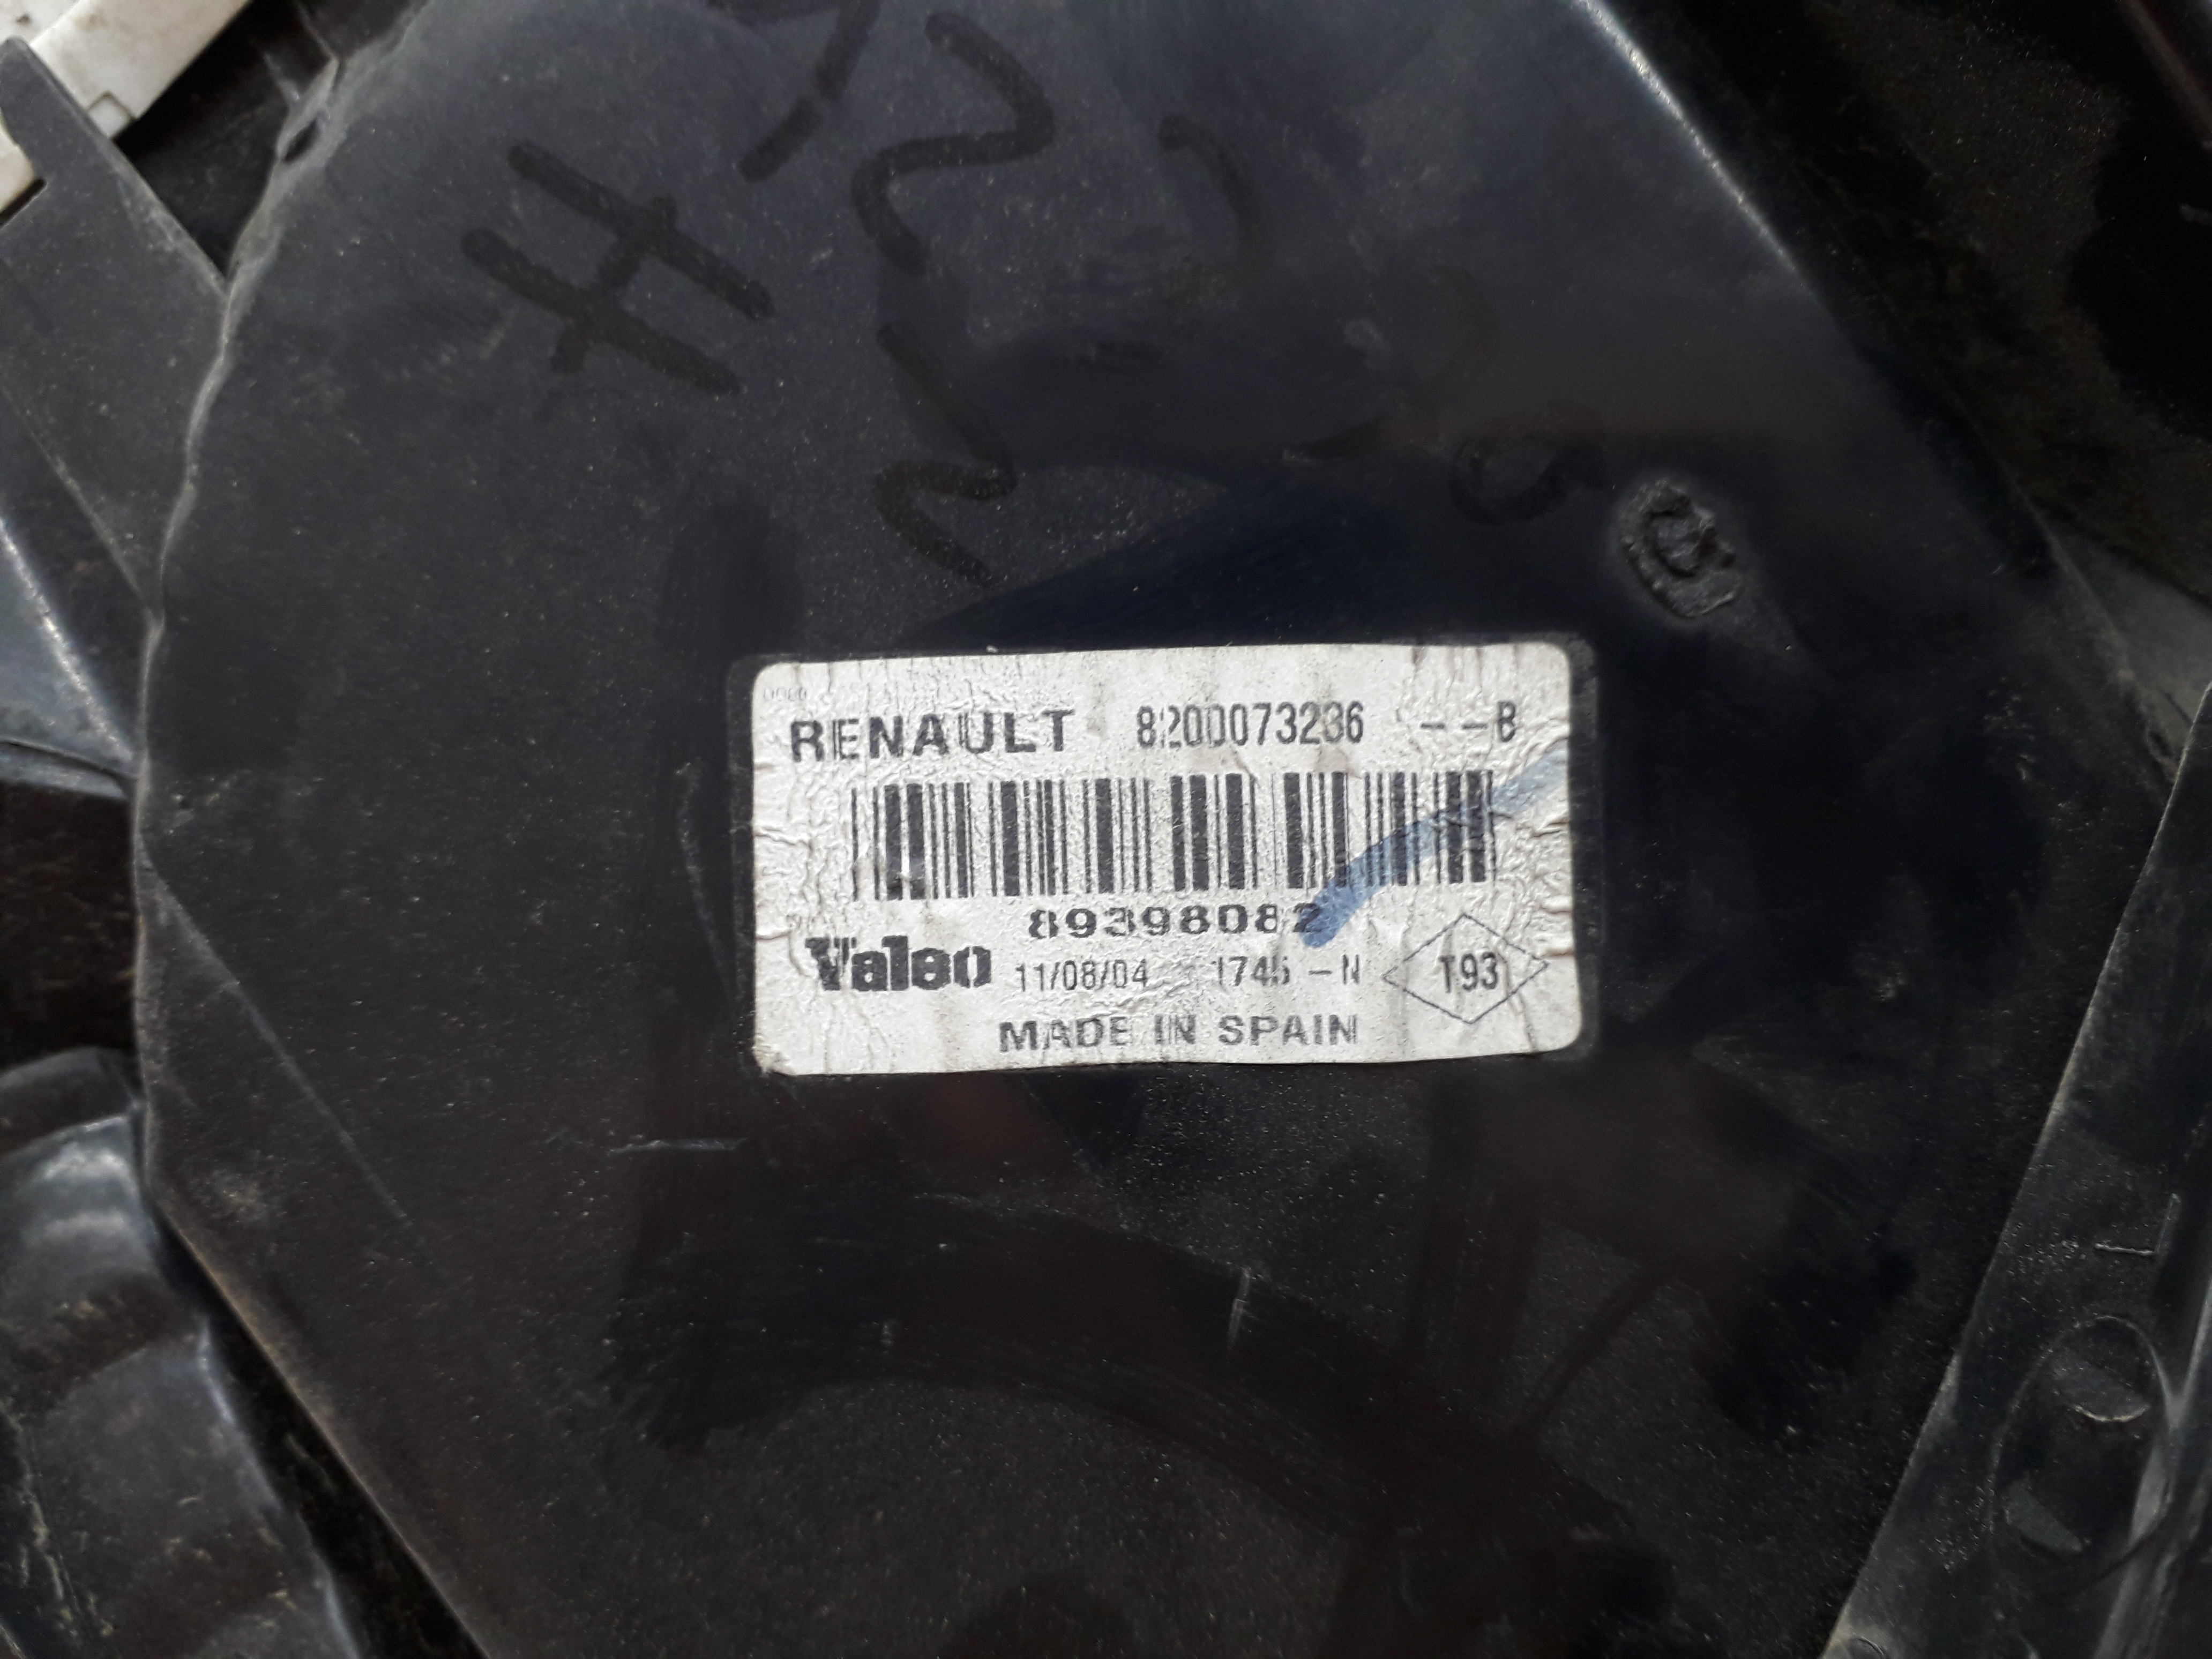 RENAULT 8200073236 --B
89398082
Valeo 11/08/04 1745 -N T93
MADE IN SPAIN